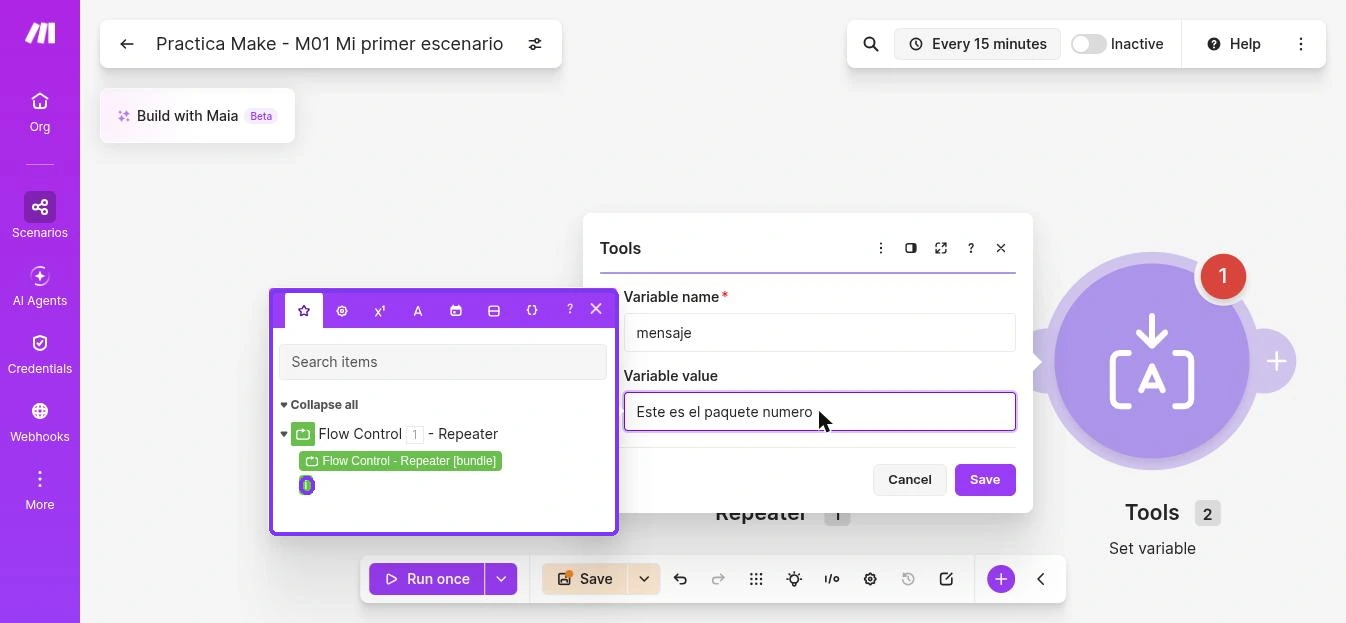 Practica Make - M01 Mi primer escenario
Every 15 minutes
Inactive
Help
Build with Maia Beta
Org
Scenarios
AI Agents
Credentials
Webhooks
More
Tools
Variable name *
mensaje
Variable value
Este es el paquete numero
Cancel
Save
Search items
Collapse all
Flow Control 1 - Repeater
Flow Control - Repeater [bundle]
i
Repeater 1
1
Tools 2
Set variable
Run once
Save